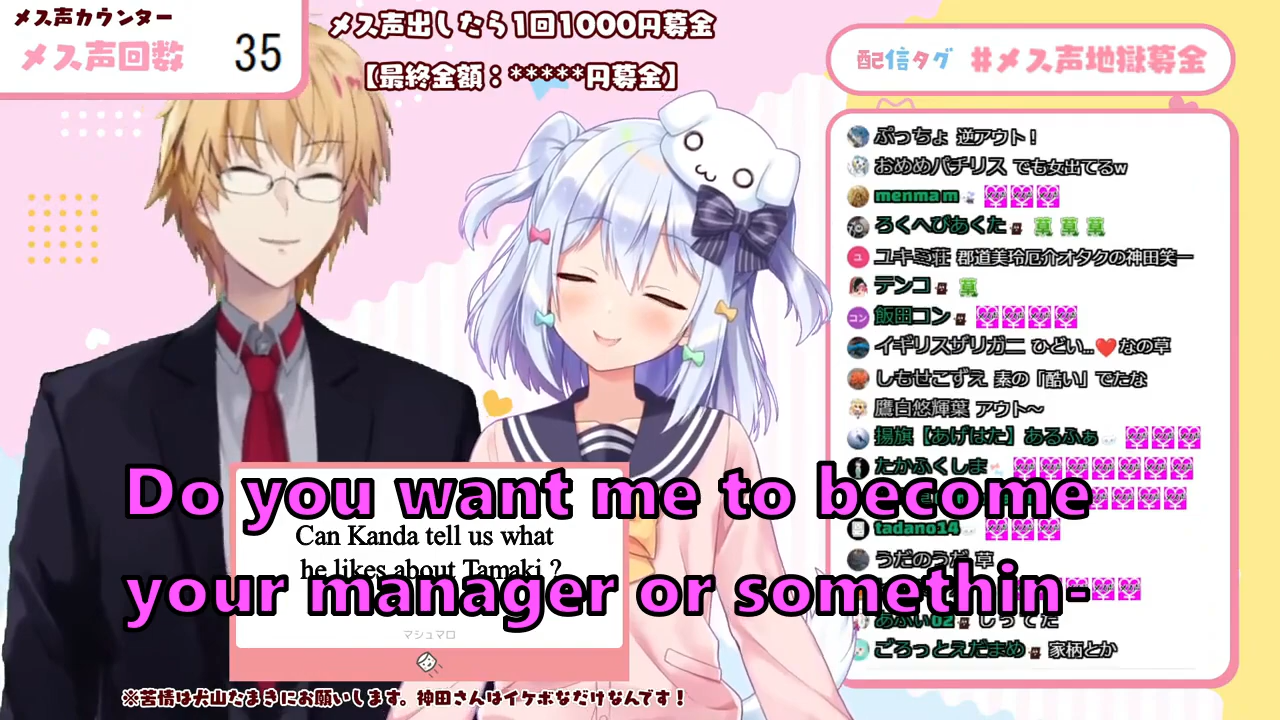 メス声カウンター
メス声回数 35
メス声出したら1回1000円募金
【最終金額：*****円募金】
配信タグ #メス声地獄募金
ぷっちょ 逆アウト！
おめめパチリス でも女出てるw
menmam
ろくへびあくた 草 草 草
ユ ユキミ荘 郡道美玲厄介オタクの神田笑一
テンコ 草
コン 飯田コン
イギリスザリガニ ひどい...❤なの草
しもせこずえ 素の「酷い」でたな
鷹白悠輝葉 アウト〜
揚旗【あげはた】あるふぁ
たかふくしま
tadano14
うだのうだ 草
あふい02 しってた
ごろっとえだまめ 家柄とか
Do you want me to become
your manager or somethin-
Can Kanda tell us what
he likes about Tamaki ?
マシュマロ
※苦情は犬山たまきにお願いします。神田さんはイケボなだけなんです！